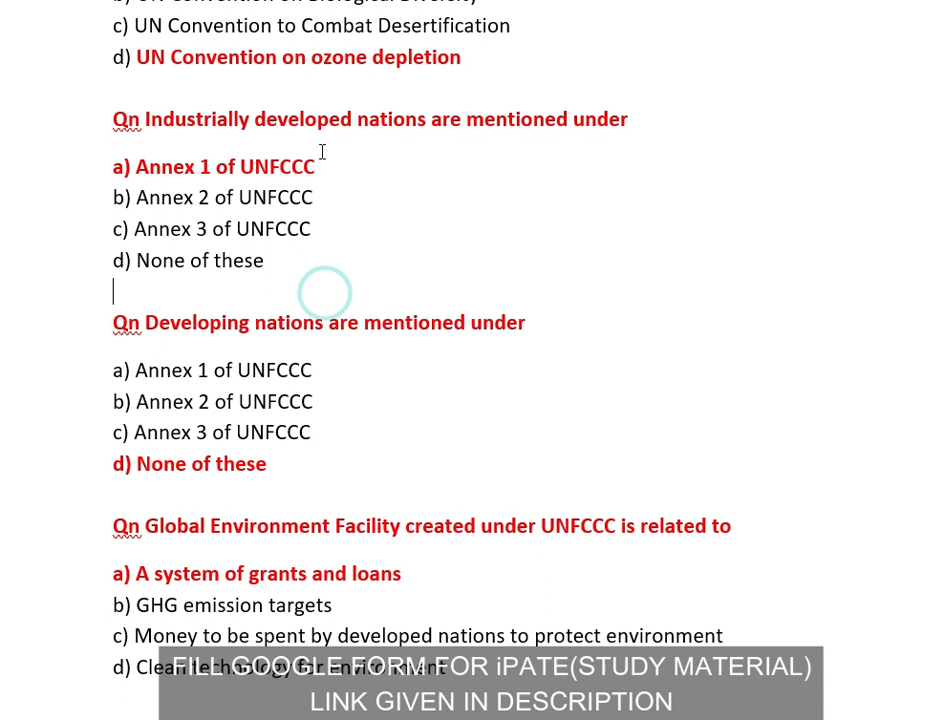 c) UN Convention to Combat Desertification
d) UN Convention on ozone depletion
Qn Industrially developed nations are mentioned under
a) Annex 1 of UNFCCC
b) Annex 2 of UNFCCC
c) Annex 3 of UNFCCC
d) None of these
Qn Developing nations are mentioned under
a) Annex 1 of UNFCCC
b) Annex 2 of UNFCCC
c) Annex 3 of UNFCCC
d) None of these
Qn Global Environment Facility created under UNFCCC is related to
a) A system of grants and loans
b) GHG emission targets
c) Money to be spent by developed nations to protect environment
d) Clean technology for environment
FILL GOOGLE FORM FOR iPATE(STUDY MATERIAL)
LINK GIVEN IN DESCRIPTION